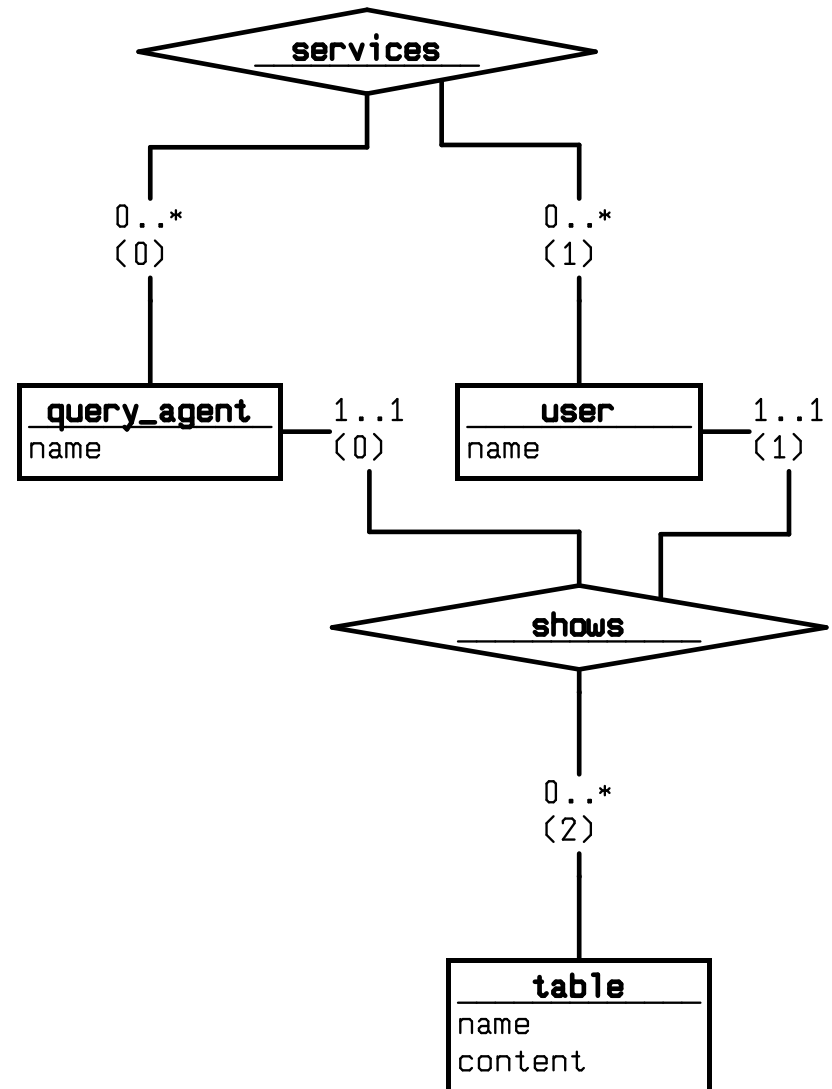 services
0..*
(0)
0..*
(1)
query_agent
name
1..1
(0)
user
name
1..1
(1)
shows
0..*
(2)
table
name
content